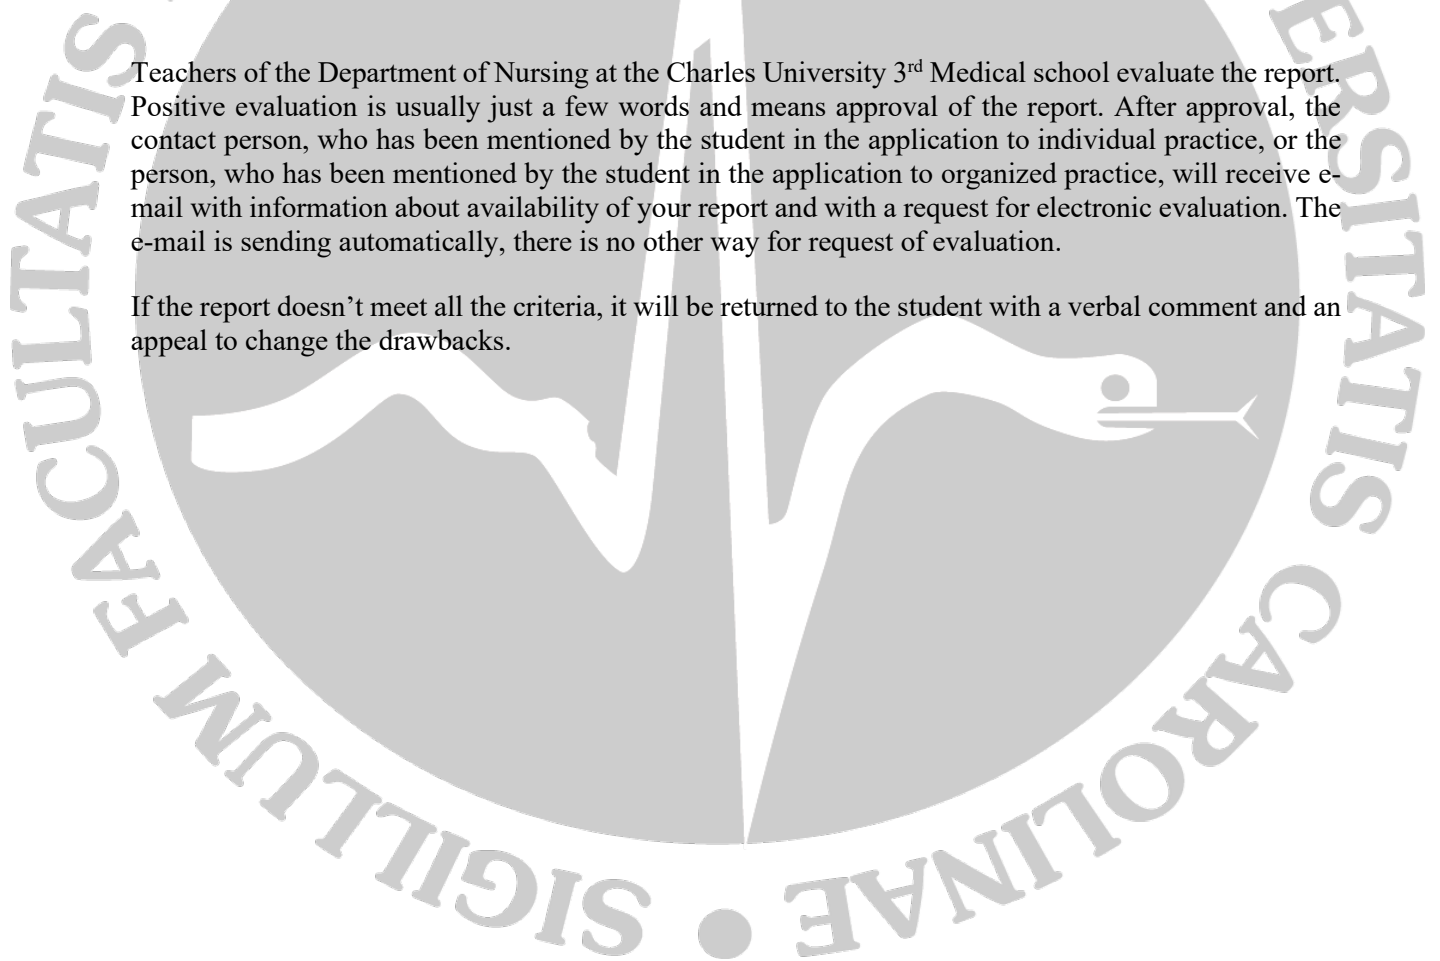 Teachers of the Department of Nursing at the Charles University 3rd Medical school evaluate the report.
Positive evaluation is usually just a few words and means approval of the report. After approval, the
contact person, who has been mentioned by the student in the application to individual practice, or the
person, who has been mentioned by the student in the application to organized practice, will receive e-
mail with information about availability of your report and with a request for electronic evaluation. The
e-mail is sending automatically, there is no other way for request of evaluation.
If the report doesn’t meet all the criteria, it will be returned to the student with a verbal comment and an
appeal to change the drawbacks.
SIGILLUM FACULTATIS
ERSITATIS CAROLINAE •